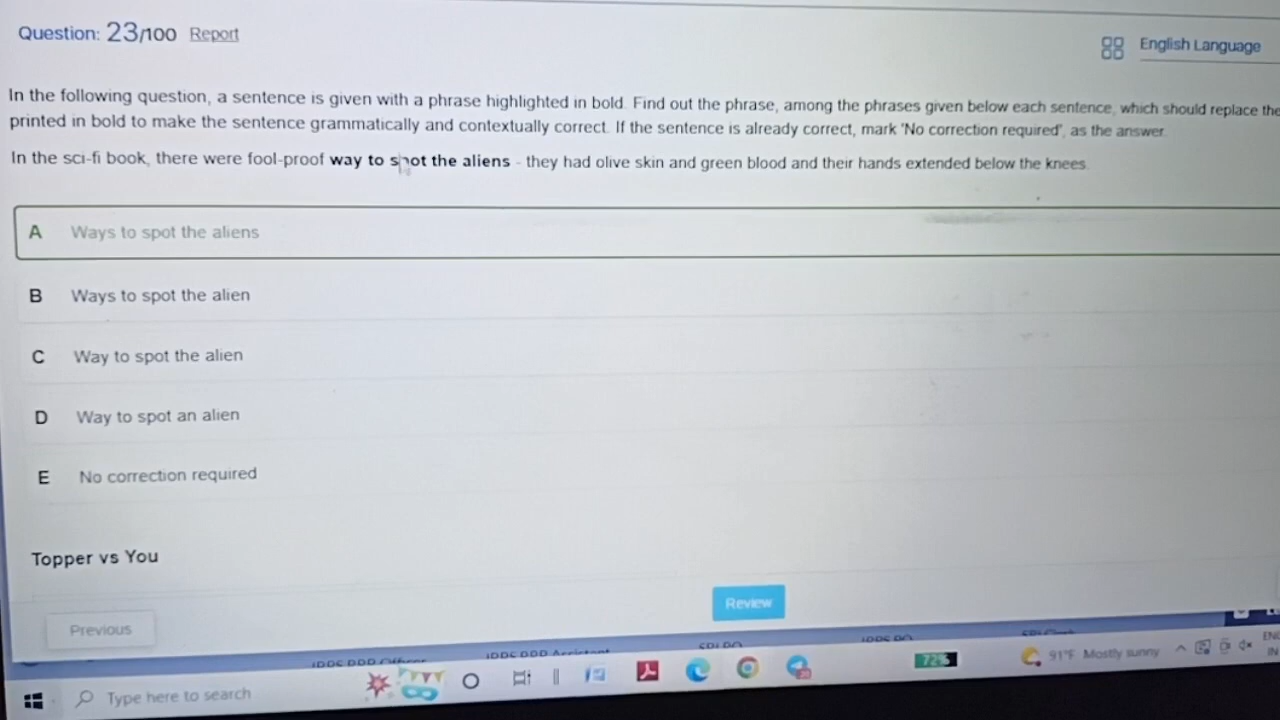 Question: 23/100 Report
English Language
In the following question, a sentence is given with a phrase highlighted in bold. Find out the phrase, among the phrases given below each sentence, which should replace the
printed in bold to make the sentence grammatically and contextually correct. If the sentence is already correct, mark 'No correction required', as the answer.
In the sci-fi book, there were fool-proof way to spot the aliens - they had olive skin and green blood and their hands extended below the knees.
A Ways to spot the aliens
B Ways to spot the alien
C Way to spot the alien
D Way to spot an alien
E No correction required
Topper vs You
Review
Previous
Type here to search
72%
91°F Mostly sunny
ENG
IN